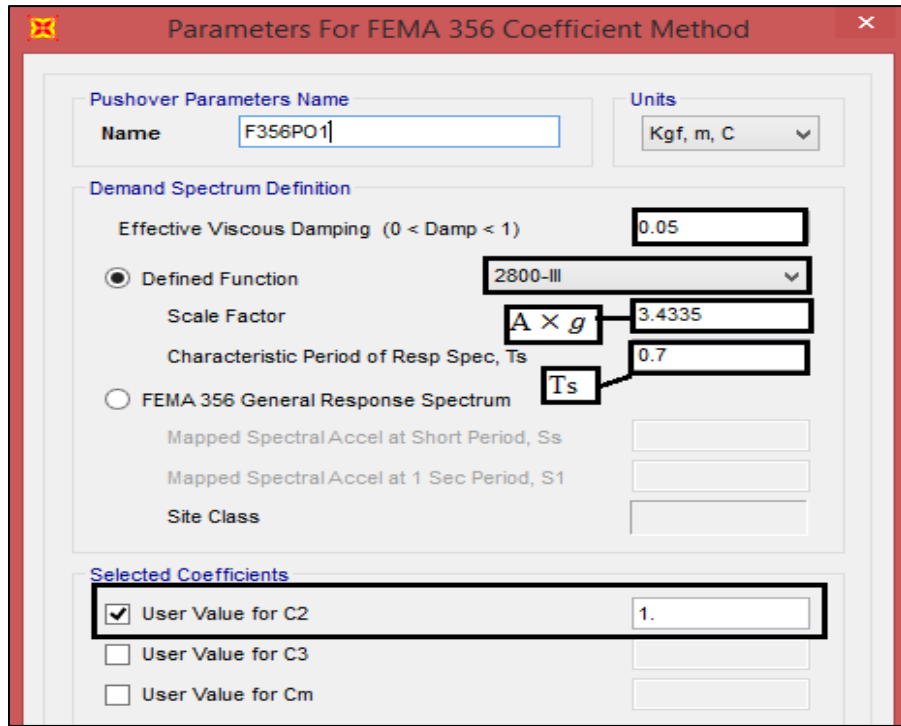 Parameters For FEMA 356 Coefficient Method
Pushover Parameters Name
Units
Name F356PO1
Kgf, m, C
Demand Spectrum Definition
Effective Viscous Damping (0 < Damp < 1) 0.05
Defined Function 2800-III
Scale Factor A × g 3.4335
Characteristic Period of Resp Spec, Ts 0.7
Ts
FEMA 356 General Response Spectrum
Mapped Spectral Accel at Short Period, Ss
Mapped Spectral Accel at 1 Sec Period, S1
Site Class
Selected Coefficients
User Value for C2 1.
User Value for C3
User Value for Cm